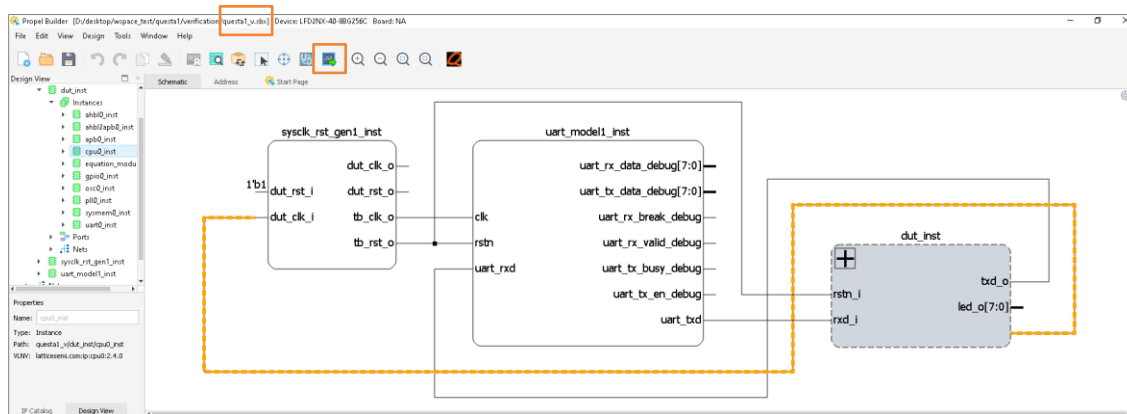 Propel Builder [D:/desktop/wspace_test/questa1/verification/questa1_v.sbx] Device: LFD2NX-40-8BG256C Board: NA
File Edit View Design Tools Window Help
Design View
Schematic Address Start Page
dut_inst
Instances
ahbl0_inst
ahbl2apb0_inst
apb0_inst
cpu0_inst
equation_modu
gpio0_inst
osc0_inst
pll0_inst
sysmem0_inst
uart0_inst
Ports
Nets
sysclk_rst_gen1_inst
uart_model1_inst
Properties
Name: cpu0_inst
Type: Instance
Path: questa1_v/dut_inst/cpu0_inst
VLNV: latticesemi.com:ip:cpu0:2.4.0
IP Catalog Design View
sysclk_rst_gen1_inst
dut_clk_o
1'b1
dut_rst_i
dut_rst_o
dut_clk_i
tb_clk_o
tb_rst_o
uart_model1_inst
uart_rx_data_debug[7:0]
uart_tx_data_debug[7:0]
clk
uart_rx_break_debug
rstn
uart_rx_valid_debug
uart_rxd
uart_tx_busy_debug
uart_tx_en_debug
uart_txd
dut_inst
txd_o
rstn_i
led_o[7:0]
rxd_i